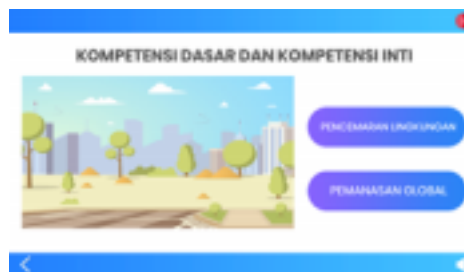 KOMPETENSI DASAR DAN KOMPETENSI INTI
PENCEMARAN LINGKUNGAN
PEMANASAN GLOBAL